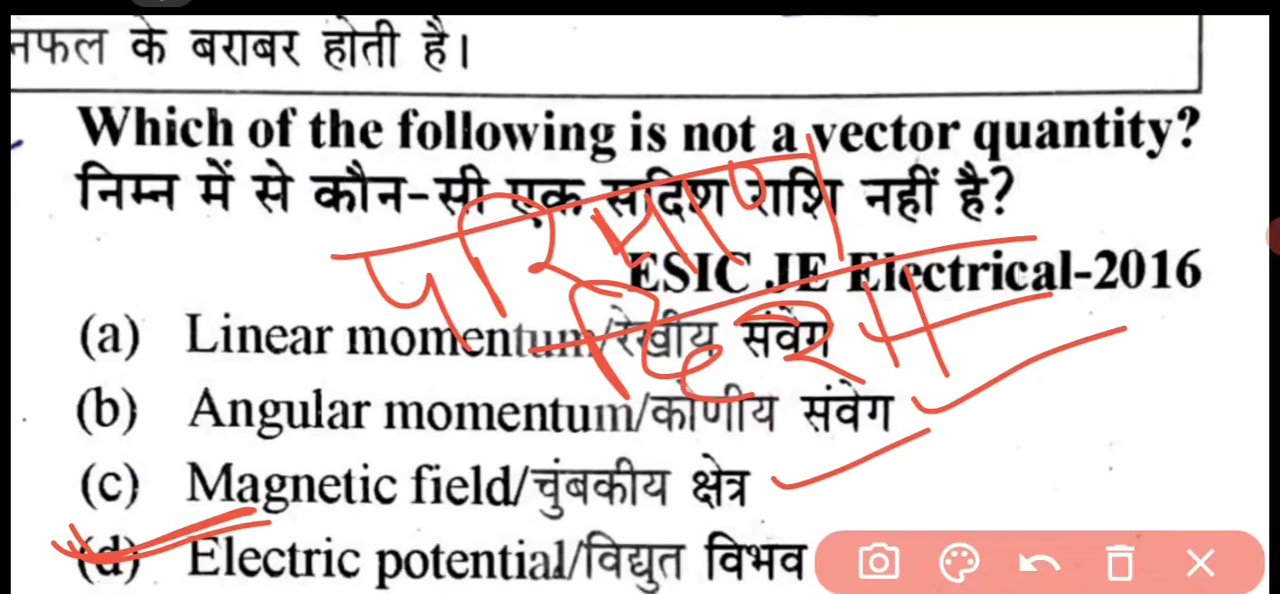 नफल के बराबर होती है।
Which of the following is not a vector quantity?
निम्न में से कौन-सी एक सदिश राशि नहीं है?
परिमाण
ESIC JE Electrical-2016
दिशा
(a) Linear momentum/रेखीय संवेग
(b) Angular momentum/कोणीय संवेग
(c) Magnetic field/चुंबकीय क्षेत्र
(d) Electric potential/विद्युत विभव